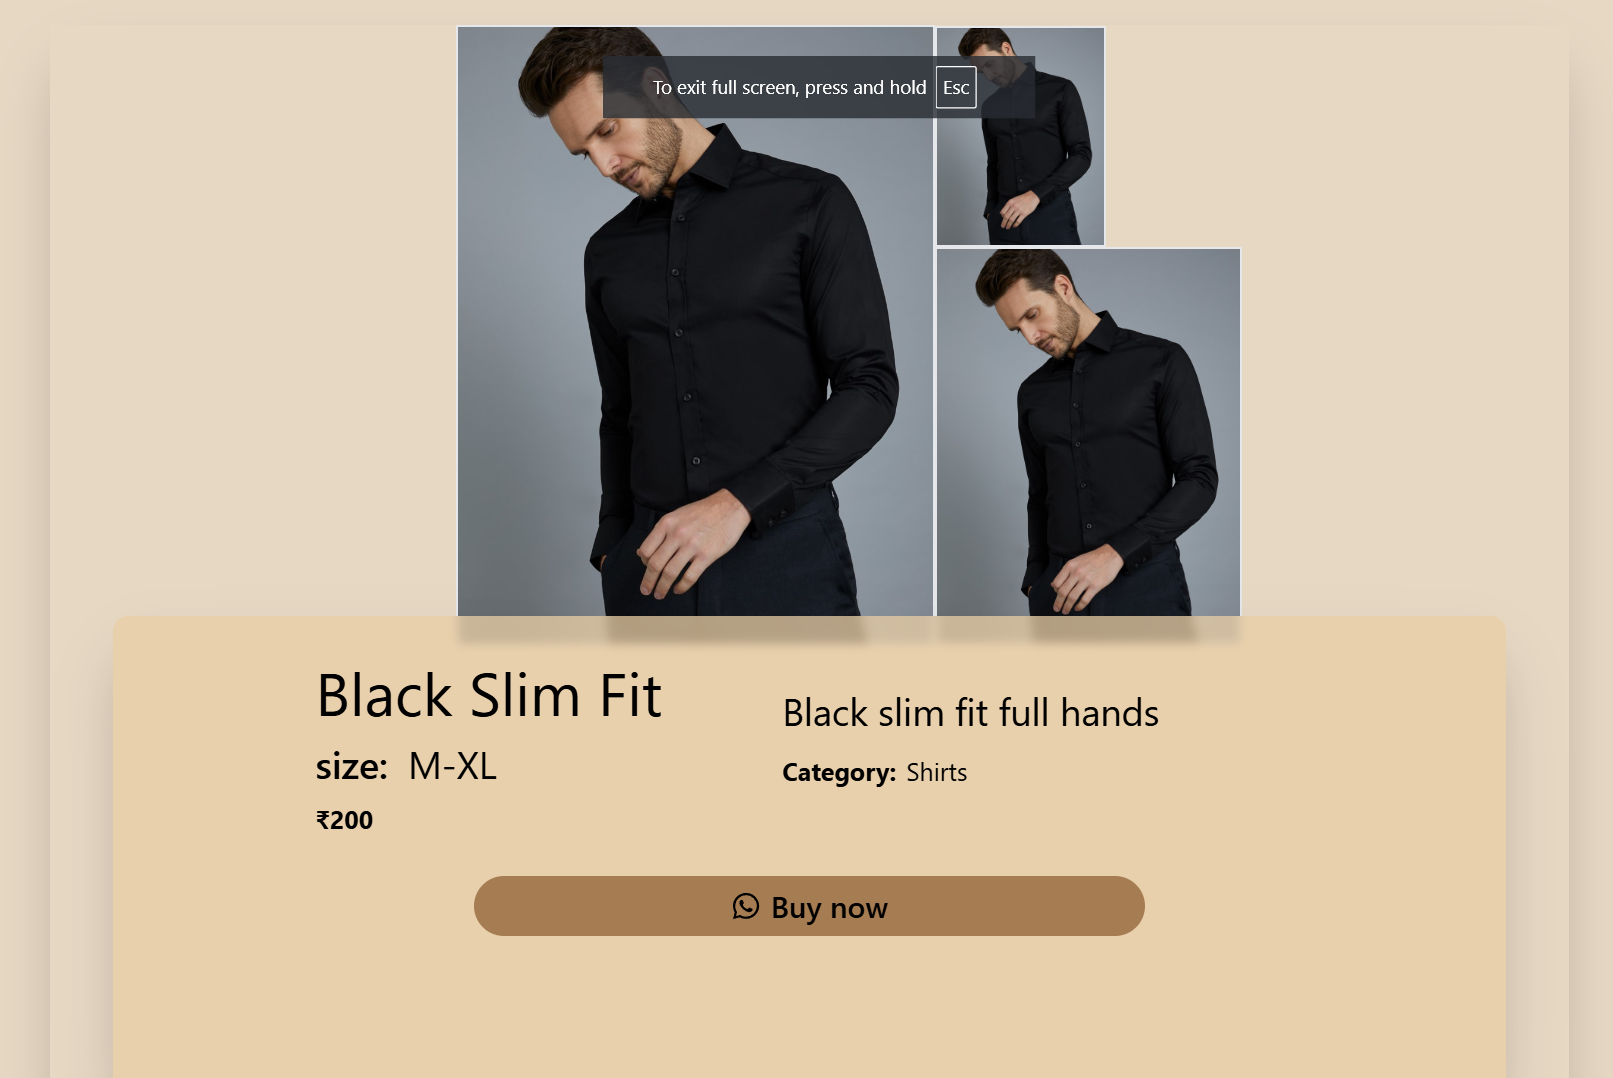 To exit full screen, press and hold Esc
Black Slim Fit
size: M-XL
₹200
Black slim fit full hands
Category: Shirts
Buy now